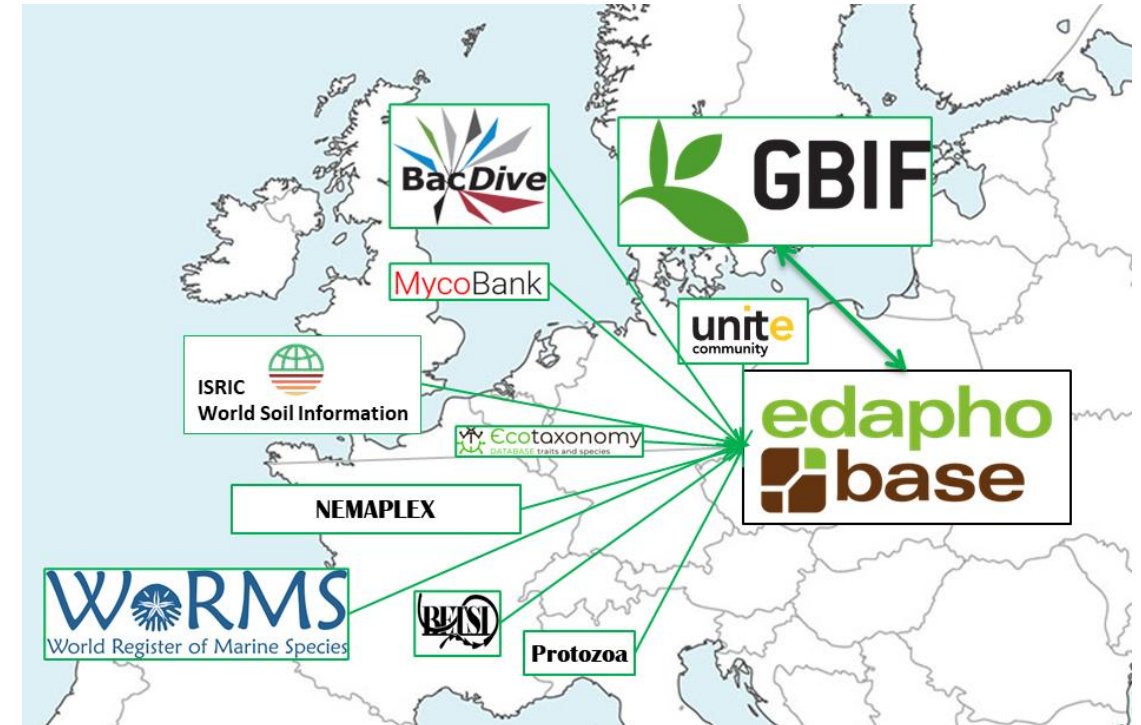 BacDive
GBIF
MycoBank
unite
community
ISRIC
World Soil Information
edapho
base
Ecotaxonomy
DATABASE traits and species
NEMAPLEX
WoRMS
World Register of Marine Species
BETSI
Protozoa